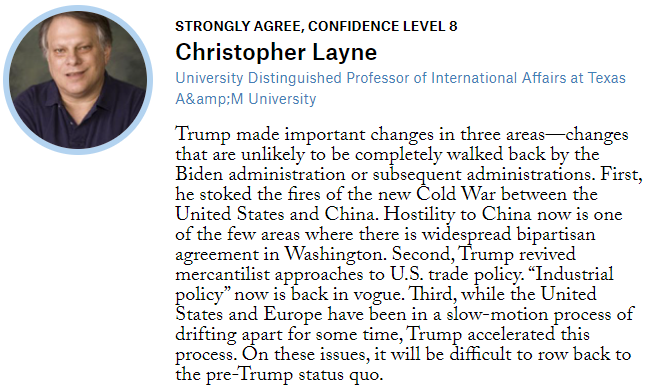 STRONGLY AGREE, CONFIDENCE LEVEL 8
Christopher Layne
University Distinguished Professor of International Affairs at Texas
A&amp;M University
Trump made important changes in three areas—changes
that are unlikely to be completely walked back by the
Biden administration or subsequent administrations. First,
he stoked the fires of the new Cold War between the
United States and China. Hostility to China now is one
of the few areas where there is widespread bipartisan
agreement in Washington. Second, Trump revived
mercantilist approaches to U.S. trade policy. “Industrial
policy” now is back in vogue. Third, while the United
States and Europe have been in a slow-motion process of
drifting apart for some time, Trump accelerated this
process. On these issues, it will be difficult to row back to
the pre-Trump status quo.